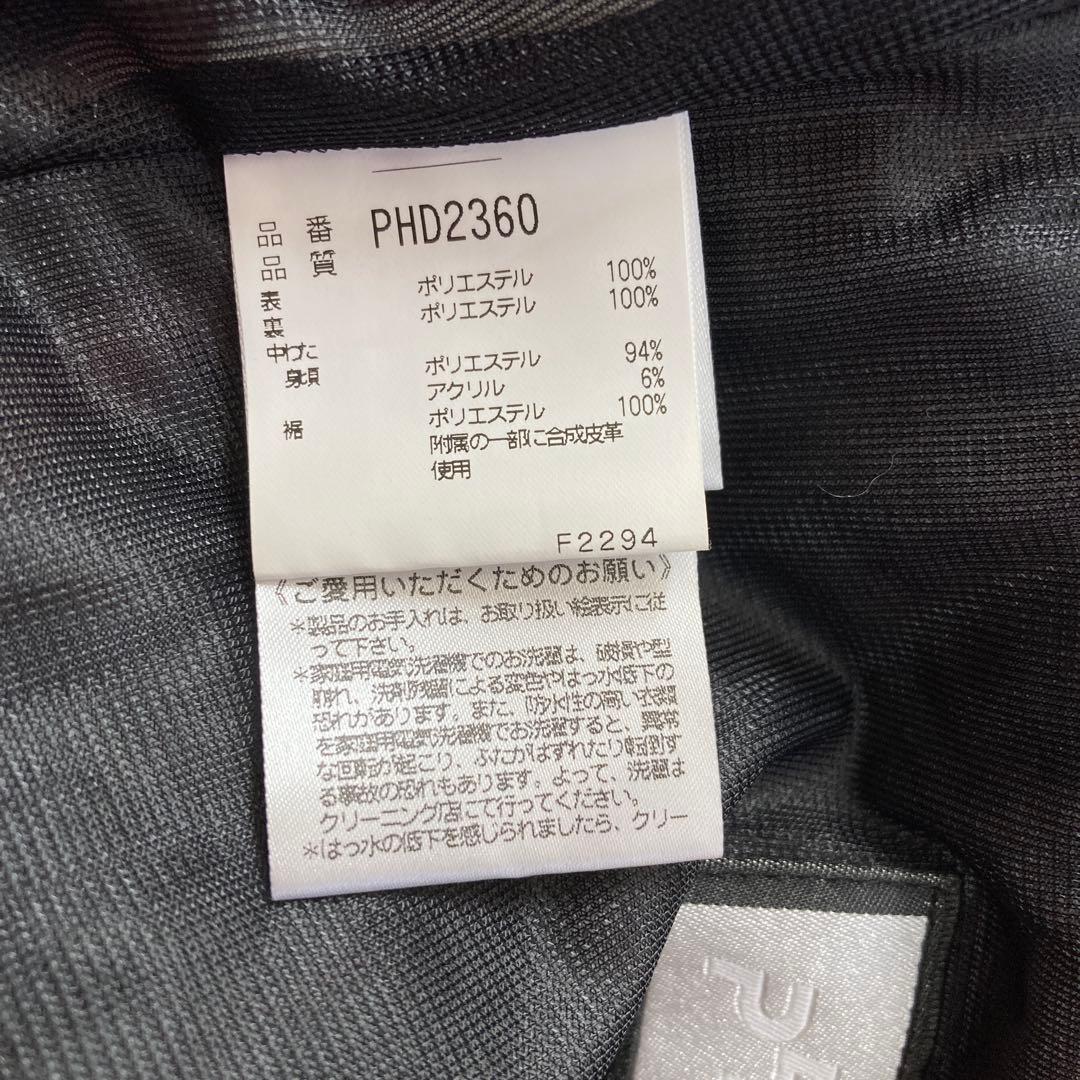 品 番 PHD2360
品 質
表 ポリエステル 100%
裏 ポリエステル 100%
中わた
身頃 ポリエステル 94%
アクリル 6%
裾 ポリエステル 100%
附属の一部に合成皮革
使用
F2294
《ご愛用いただくためのお願い》
*製品のお手入れは、お取り扱い絵表示に従
って下さい。
*家庭用電気洗濯機でのお洗濯は、破損や型
崩れ、洗剤残留による変色やはっ水低下の
恐れがあります。また、防水性の高い衣類
を家庭用電気洗濯機でお洗濯すると、異常
な回転が起こり、ふたがはずれたり転倒す
る事故の恐れもあります。よって、洗濯は
クリーニング店にて行ってください。
*はっ水の低下を感じられましたら、クリー